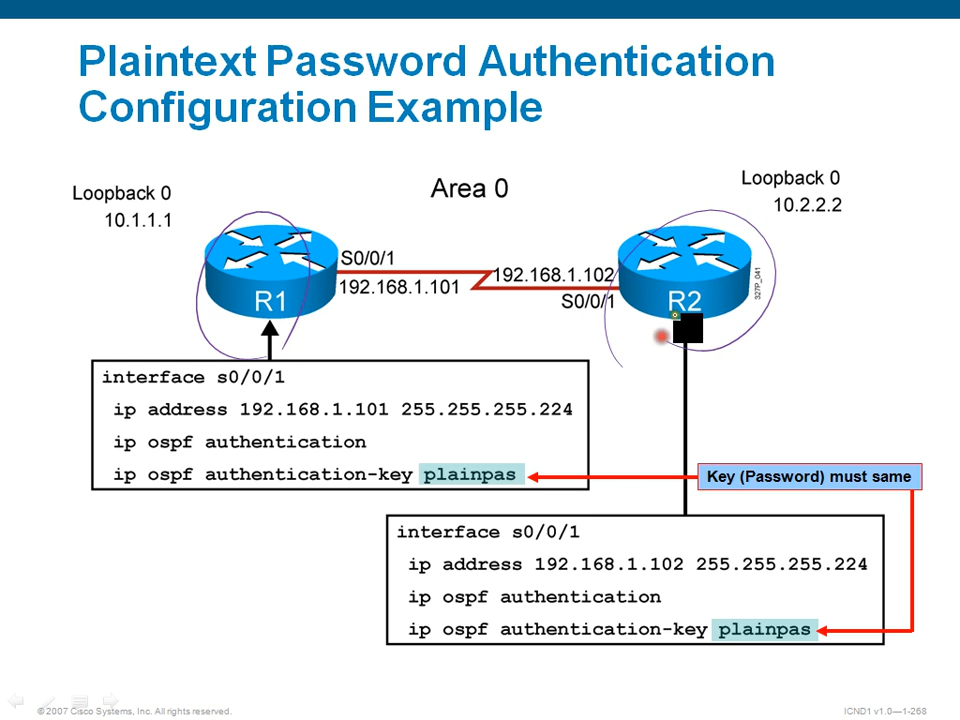 Plaintext Password Authentication
Configuration Example
Loopback 0
10.1.1.1
Area 0
Loopback 0
10.2.2.2
S0/0/1
192.168.1.101
192.168.1.102
S0/0/1
R1
R2
327P_041
interface s0/0/1
ip address 192.168.1.101 255.255.255.224
ip ospf authentication
ip ospf authentication-key plainpas
Key (Password) must same
interface s0/0/1
ip address 192.168.1.102 255.255.255.224
ip ospf authentication
ip ospf authentication-key plainpas
© 2007 Cisco Systems, Inc. All rights reserved.
ICND1 v1.0—1-268